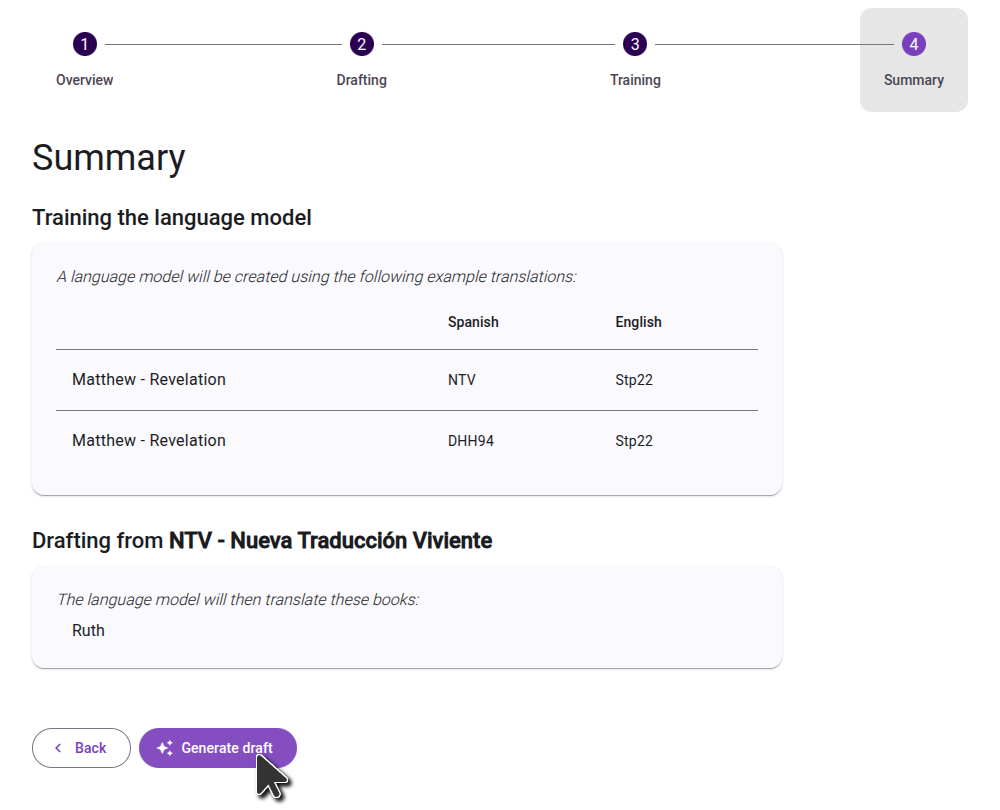 1 2 3 4
Overview Drafting Training Summary
Summary
Training the language model
A language model will be created using the following example translations:
Spanish English
Matthew - Revelation NTV Stp22
Matthew - Revelation DHH94 Stp22
Drafting from NTV - Nueva Traducción Viviente
The language model will then translate these books:
Ruth
Back Generate draft